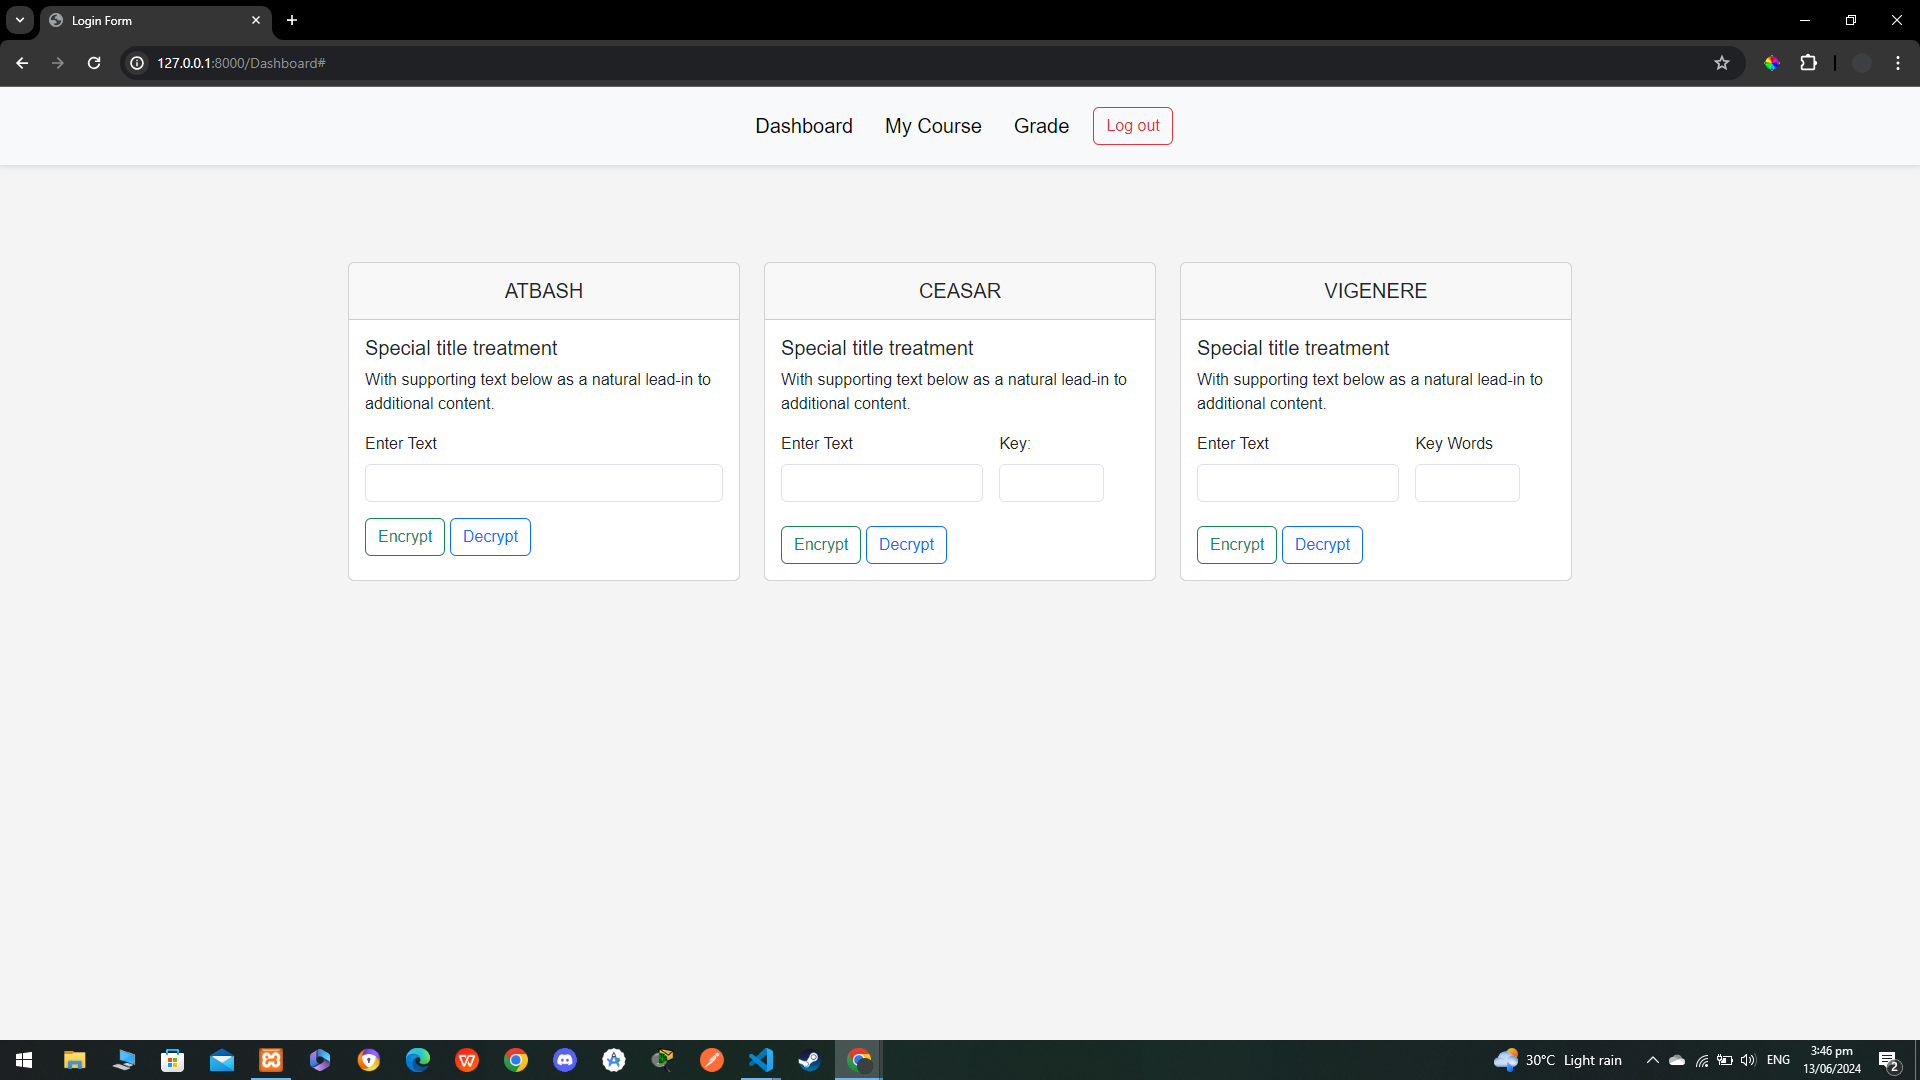 Login Form
127.0.0.1:8000/Dashboard#
Dashboard My Course Grade Log out
ATBASH
Special title treatment
With supporting text below as a natural lead-in to
additional content.
Enter Text
Encrypt Decrypt
CEASAR
Special title treatment
With supporting text below as a natural lead-in to
additional content.
Enter Text Key:
Encrypt Decrypt
VIGENERE
Special title treatment
With supporting text below as a natural lead-in to
additional content.
Enter Text Key Words
Encrypt Decrypt
30°C Light rain
ENG
3:46 pm
13/06/2024
2